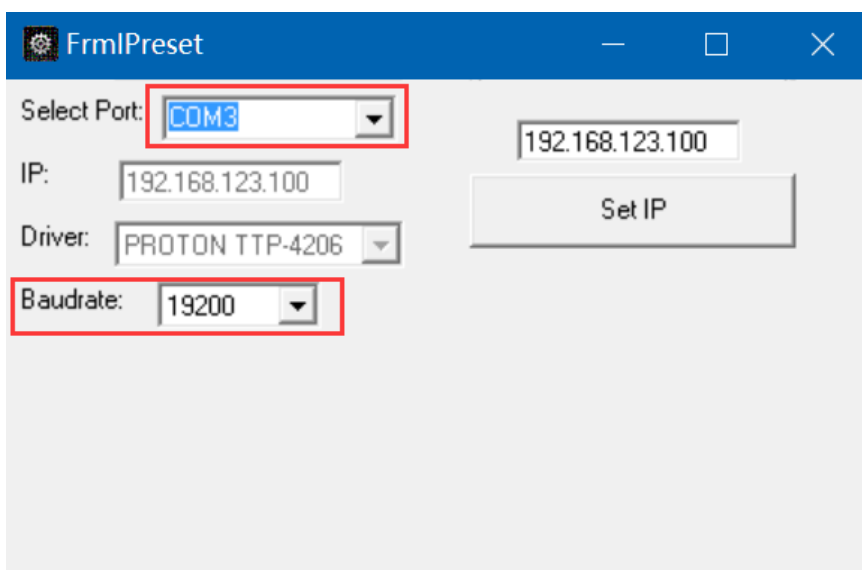 FrmIPreset
Select Port: COM3
192.168.123.100
IP: 192.168.123.100
Set IP
Driver: PROTON TTP-4206
Baudrate: 19200